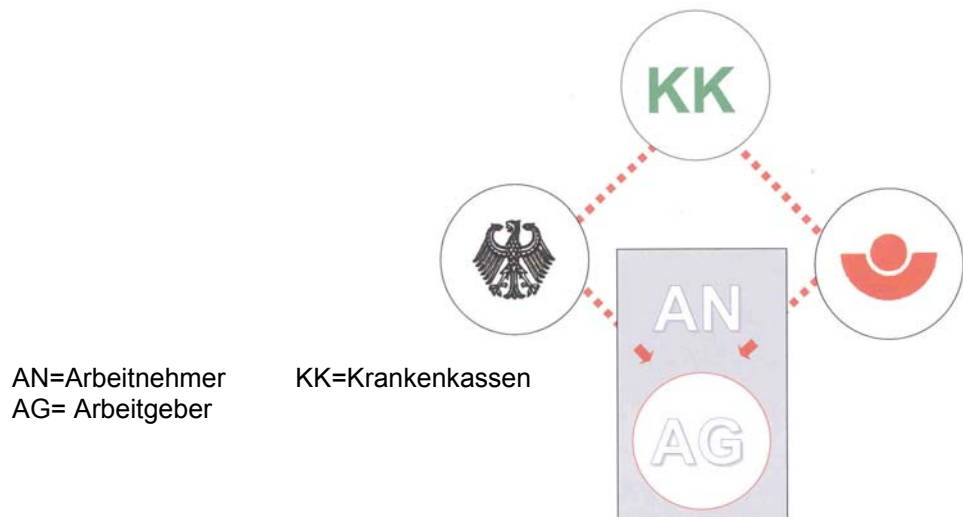 KK
AN
AN=Arbeitnehmer KK=Krankenkassen
AG= Arbeitgeber
AG